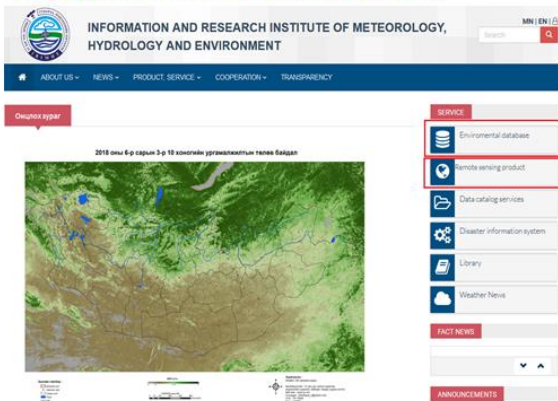 INFORMATION AND RESEARCH INSTITUTE OF METEOROLOGY,
HYDROLOGY AND ENVIRONMENT
MN | EN |
Search
ABOUT US
NEWS
PRODUCT, SERVICE
COOPERATION
TRANSPARENCY
Онцлох зураг
2018 оны 6-р сарын 3-р 10 хоногийн ургамалжилтын төлөв байдал
SERVICE
Enviromental database
Remote sensing product
Data catalog services
Disaster information system
Library
Weather News
FACT NEWS
ANNOUNCEMENTS